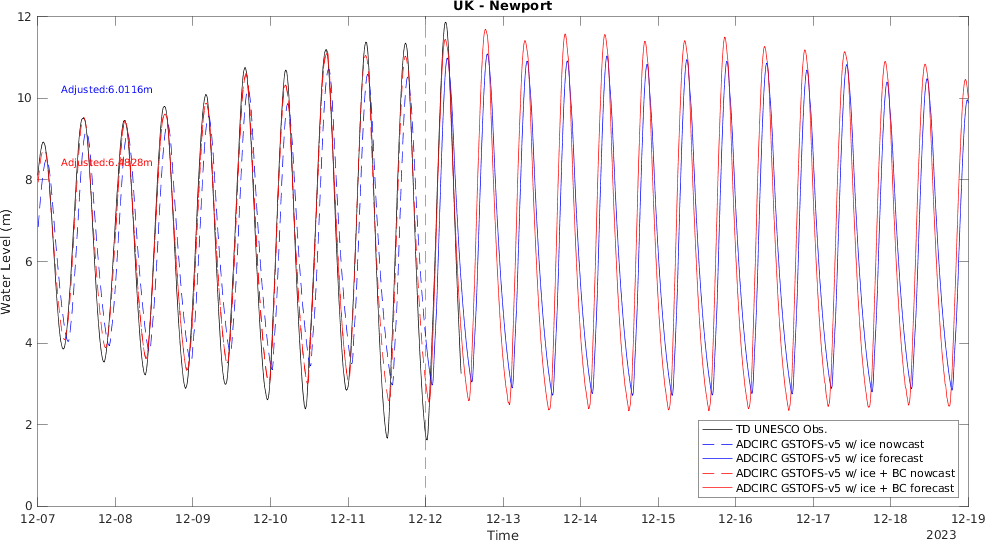 UK - Newport
12
10
8
6
4
2
0
Water Level (m)
Adjusted:6.0116m
Adjusted:6.4828m
TD UNESCO Obs.
ADCIRC GSTOFS-v5 w/ ice nowcast
ADCIRC GSTOFS-v5 w/ ice forecast
ADCIRC GSTOFS-v5 w/ ice + BC nowcast
ADCIRC GSTOFS-v5 w/ ice + BC forecast
12-07 12-08 12-09 12-10 12-11 12-12 12-13 12-14 12-15 12-16 12-17 12-18 12-19
Time
2023